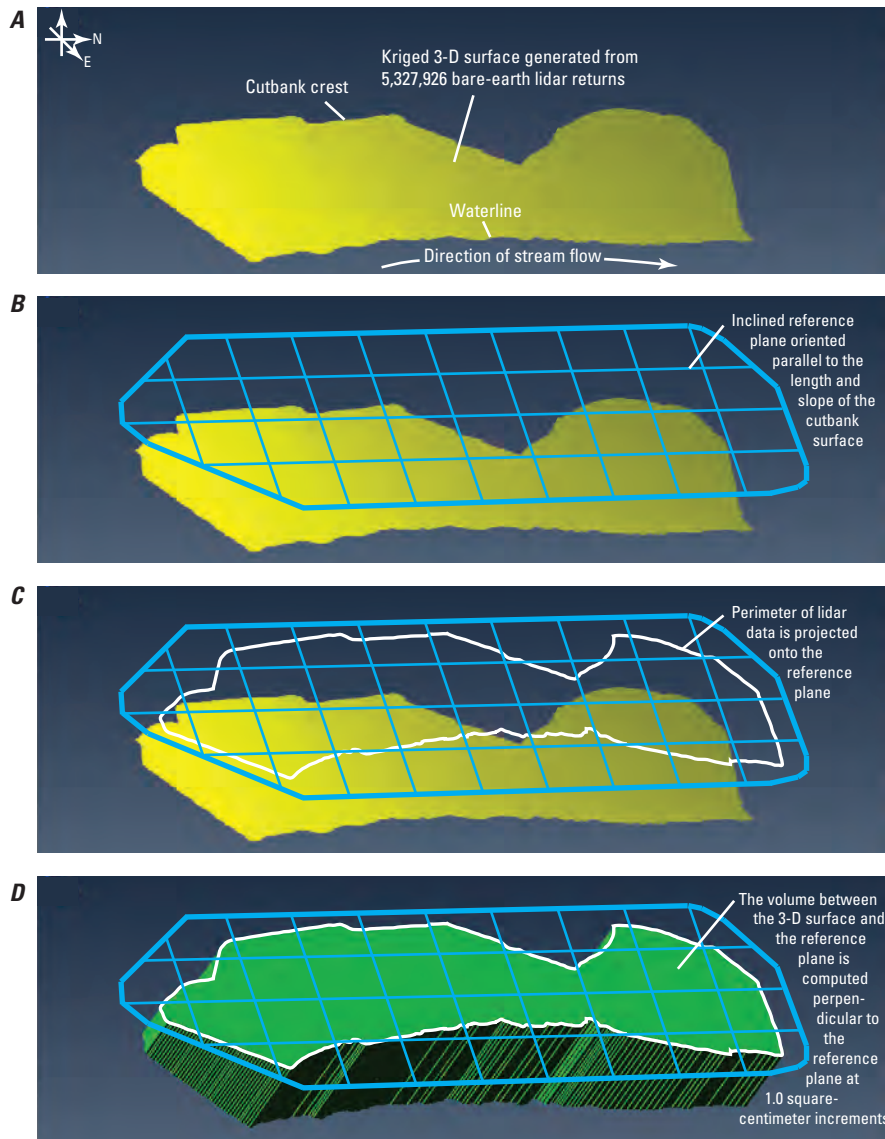 A
N
E
Kriged 3-D surface generated from
5,327,926 bare-earth lidar returns
Cutbank crest
Waterline
Direction of stream flow
B
Inclined reference
plane oriented
parallel to the
length and
slope of the
cutbank
surface
C
Perimeter of lidar
data is projected
onto the
reference
plane
D
The volume between
the 3-D surface and
the reference
plane is
computed
perpen-
dicular to
the
reference
plane at
1.0 square-
centimeter increments